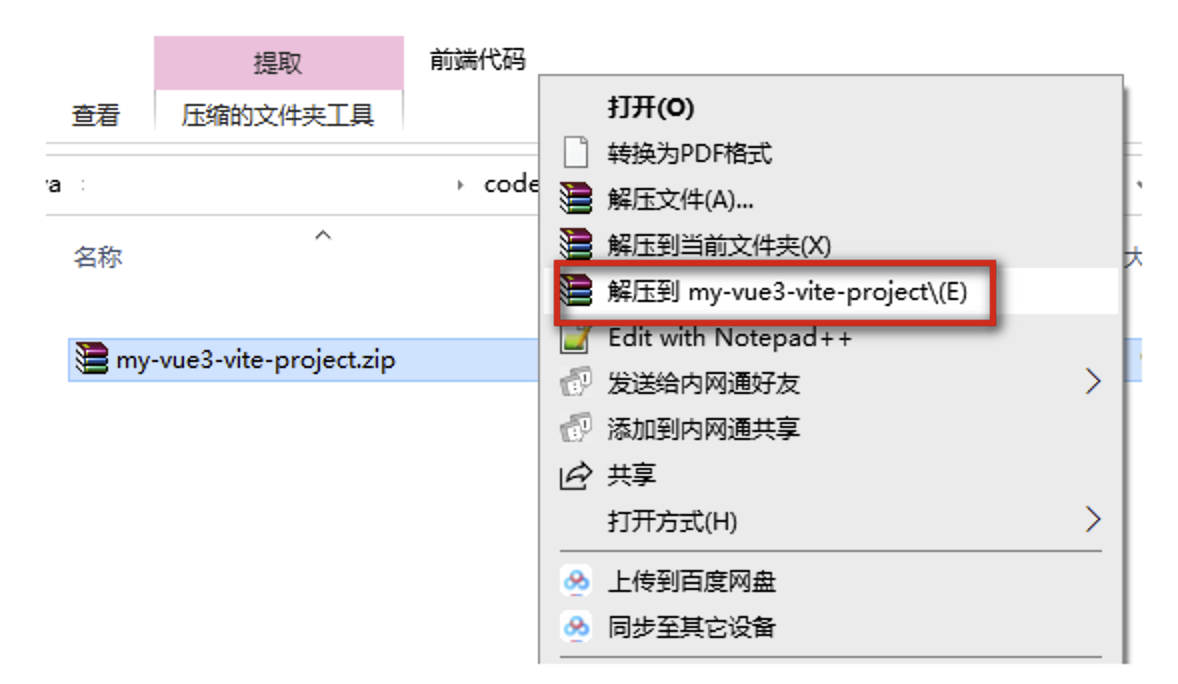 提取
前端代码
查看
压缩的文件夹工具
code
名称
my-vue3-vite-project.zip
打开(O)
转换为PDF格式
解压文件(A)...
解压到当前文件夹(X)
解压到 my-vue3-vite-project\(E)
Edit with Notepad++
发送给内网通好友
添加到内网通共享
共享
打开方式(H)
上传到百度网盘
同步至其它设备